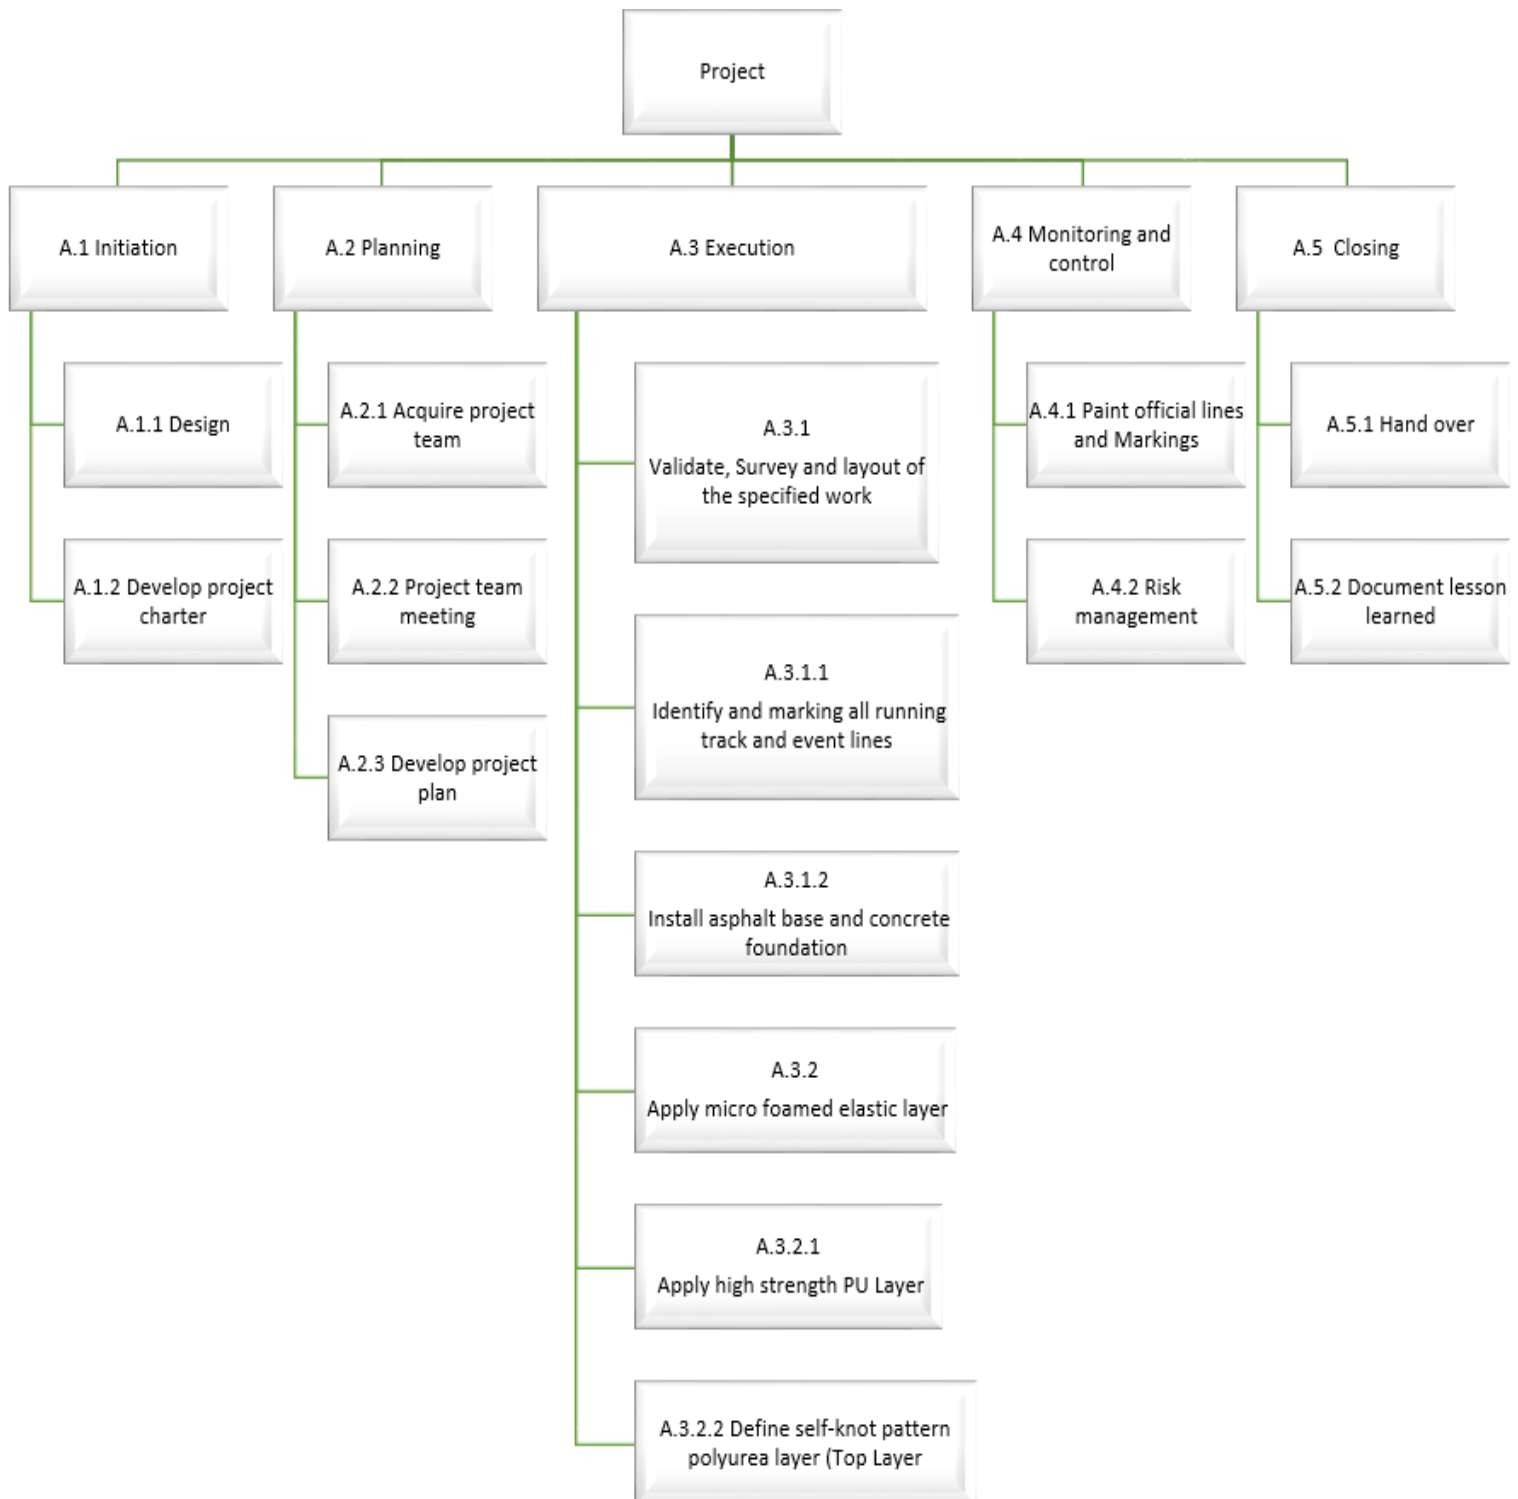 Project
A.1 Initiation
A.1.1 Design
A.1.2 Develop project
charter
A.2 Planning
A.2.1 Acquire project
team
A.2.2 Project team
meeting
A.2.3 Develop project
plan
A.3 Execution
A.3.1
Validate, Survey and layout of
the specified work
A.3.1.1
Identify and marking all running
track and event lines
A.3.1.2
Install asphalt base and concrete
foundation
A.3.2
Apply micro foamed elastic layer
A.3.2.1
Apply high strength PU Layer
A.3.2.2 Define self-knot pattern
polyurea layer (Top Layer
A.4 Monitoring and
control
A.4.1 Paint official lines
and Markings
A.4.2 Risk
management
A.5  Closing
A.5.1 Hand over
A.5.2 Document lesson
learned